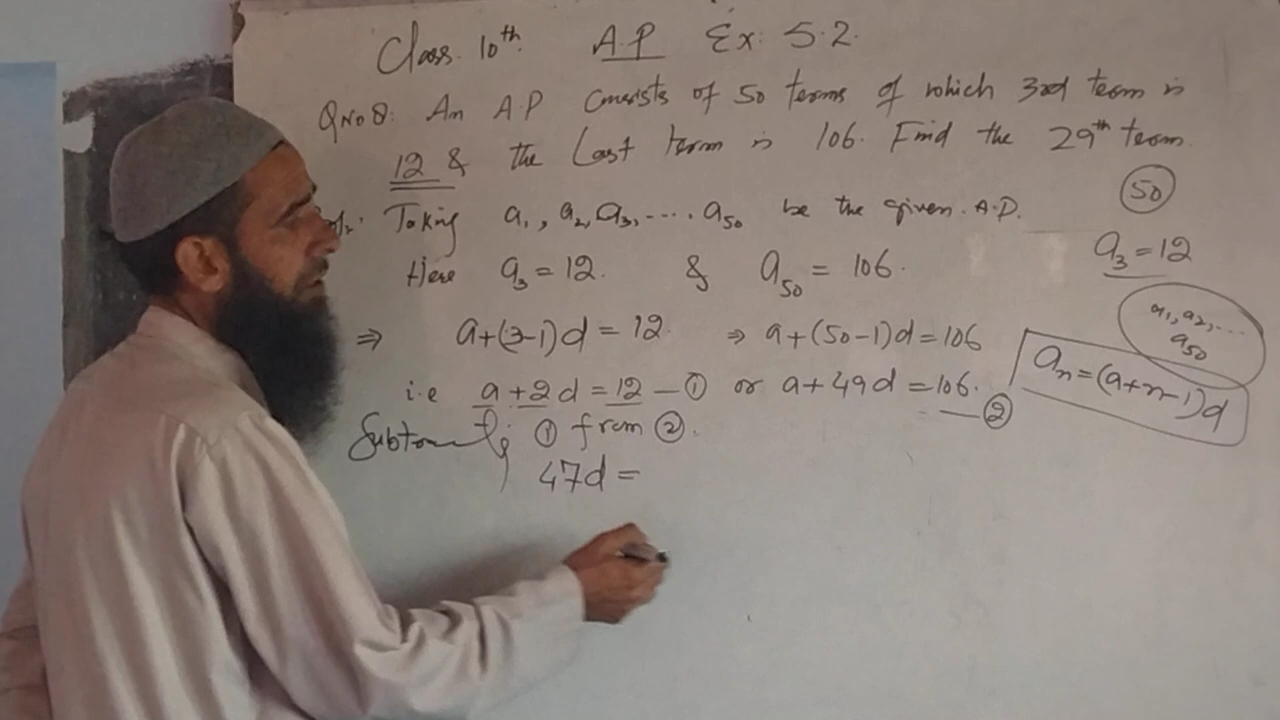 Class. 10th. A.P Ex: 5.2.
QNo8: An A.P Consists of 50 terms of which 3rd term is
12 & the Last term is 106. Find the 29th term.
50
Taking a1, a2, a3, .... a50 be the given. A.P.
a3 = 12
Here a3 = 12. & a50 = 106.
a1, a2, ....
a50
⇒ a+(3-1)d = 12. ⇒ a+(50-1)d = 106
an = (a+n-1)d
i.e a+2d = 12 — ① or a+49d = 106.
— ②
① from ②.
47d =